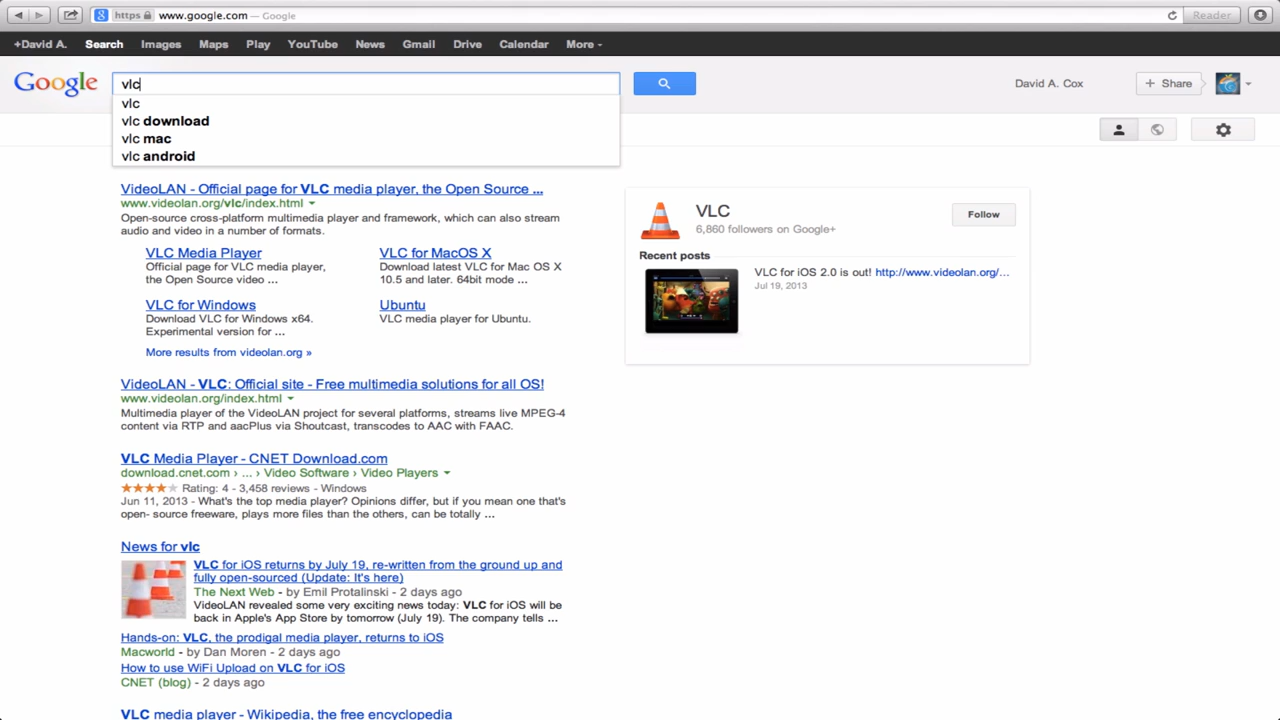 https www.google.com — Google
Reader
+David A. Search Images Maps Play YouTube News Gmail Drive Calendar More
Google
vlc
David A. Cox
+ Share
vlc
vlc download
vlc mac
vlc android
VideoLAN - Official page for VLC media player, the Open Source ...
www.videolan.org/vlc/index.html
Open-source cross-platform multimedia player and framework, which can also stream
audio and video in a number of formats.
VLC Media Player
Official page for VLC media player,
the Open Source video ...
VLC for MacOS X
Download latest VLC for Mac OS X
10.5 and later. 64bit mode ...
VLC for Windows
Download VLC for Windows x64.
Experimental version for ...
Ubuntu
VLC media player for Ubuntu.
More results from videolan.org »
VideoLAN - VLC: Official site - Free multimedia solutions for all OS!
www.videolan.org/index.html
Multimedia player of the VideoLAN project for several platforms, streams live MPEG-4
content via RTP and aacPlus via Shoutcast, transcodes to AAC with FAAC.
VLC Media Player - CNET Download.com
download.cnet.com › ... › Video Software › Video Players
Rating: 4 - 3,458 reviews - Windows
Jun 11, 2013 - What's the top media player? Opinions differ, but if you mean one that's
open- source freeware, plays more files than the others, can be totally ...
News for vlc
VLC for iOS returns by July 19, re-written from the ground up and
fully open-sourced (Update: It's here)
The Next Web - by Emil Protalinski - 2 days ago
VideoLAN revealed some very exciting news today: VLC for iOS will be
back in Apple's App Store by tomorrow (July 19). The company tells ...
Hands-on: VLC, the prodigal media player, returns to iOS
Macworld - by Dan Moren - 2 days ago
How to use WiFi Upload on VLC for iOS
CNET (blog) - 2 days ago
VLC media player - Wikipedia, the free encyclopedia
VLC
6,860 followers on Google+
Follow
Recent posts
VLC for iOS 2.0 is out! http://www.videolan.org/...
Jul 19, 2013